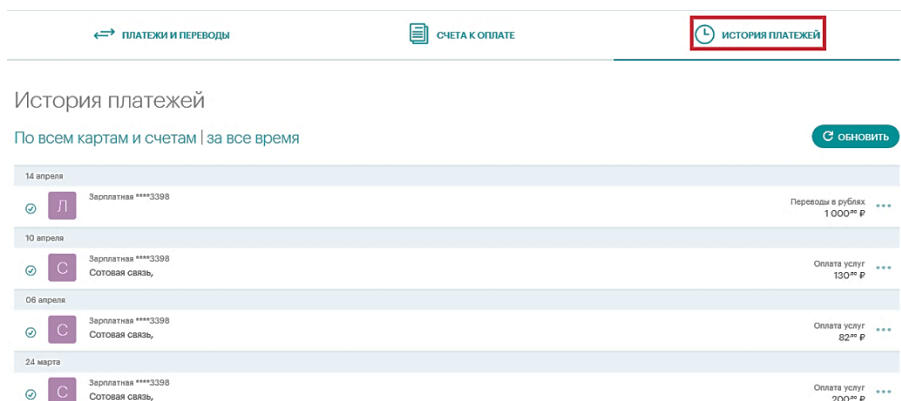 ПЛАТЕЖИ И ПЕРЕВОДЫ
СЧЕТА К ОПЛАТЕ
ИСТОРИЯ ПЛАТЕЖЕЙ
История платежей
По всем картам и счетам | за все время
ОБНОВИТЬ
14 апреля
Л
Зарплатная ****3398
Переводы в рублях
1 000,00 ₽
10 апреля
С
Зарплатная ****3398
Сотовая связь,
Оплата услуг
130,00 ₽
06 апреля
С
Зарплатная ****3398
Сотовая связь,
Оплата услуг
82,00 ₽
24 марта
С
Зарплатная ****3398
Сотовая связь,
Оплата услуг
200,00 ₽